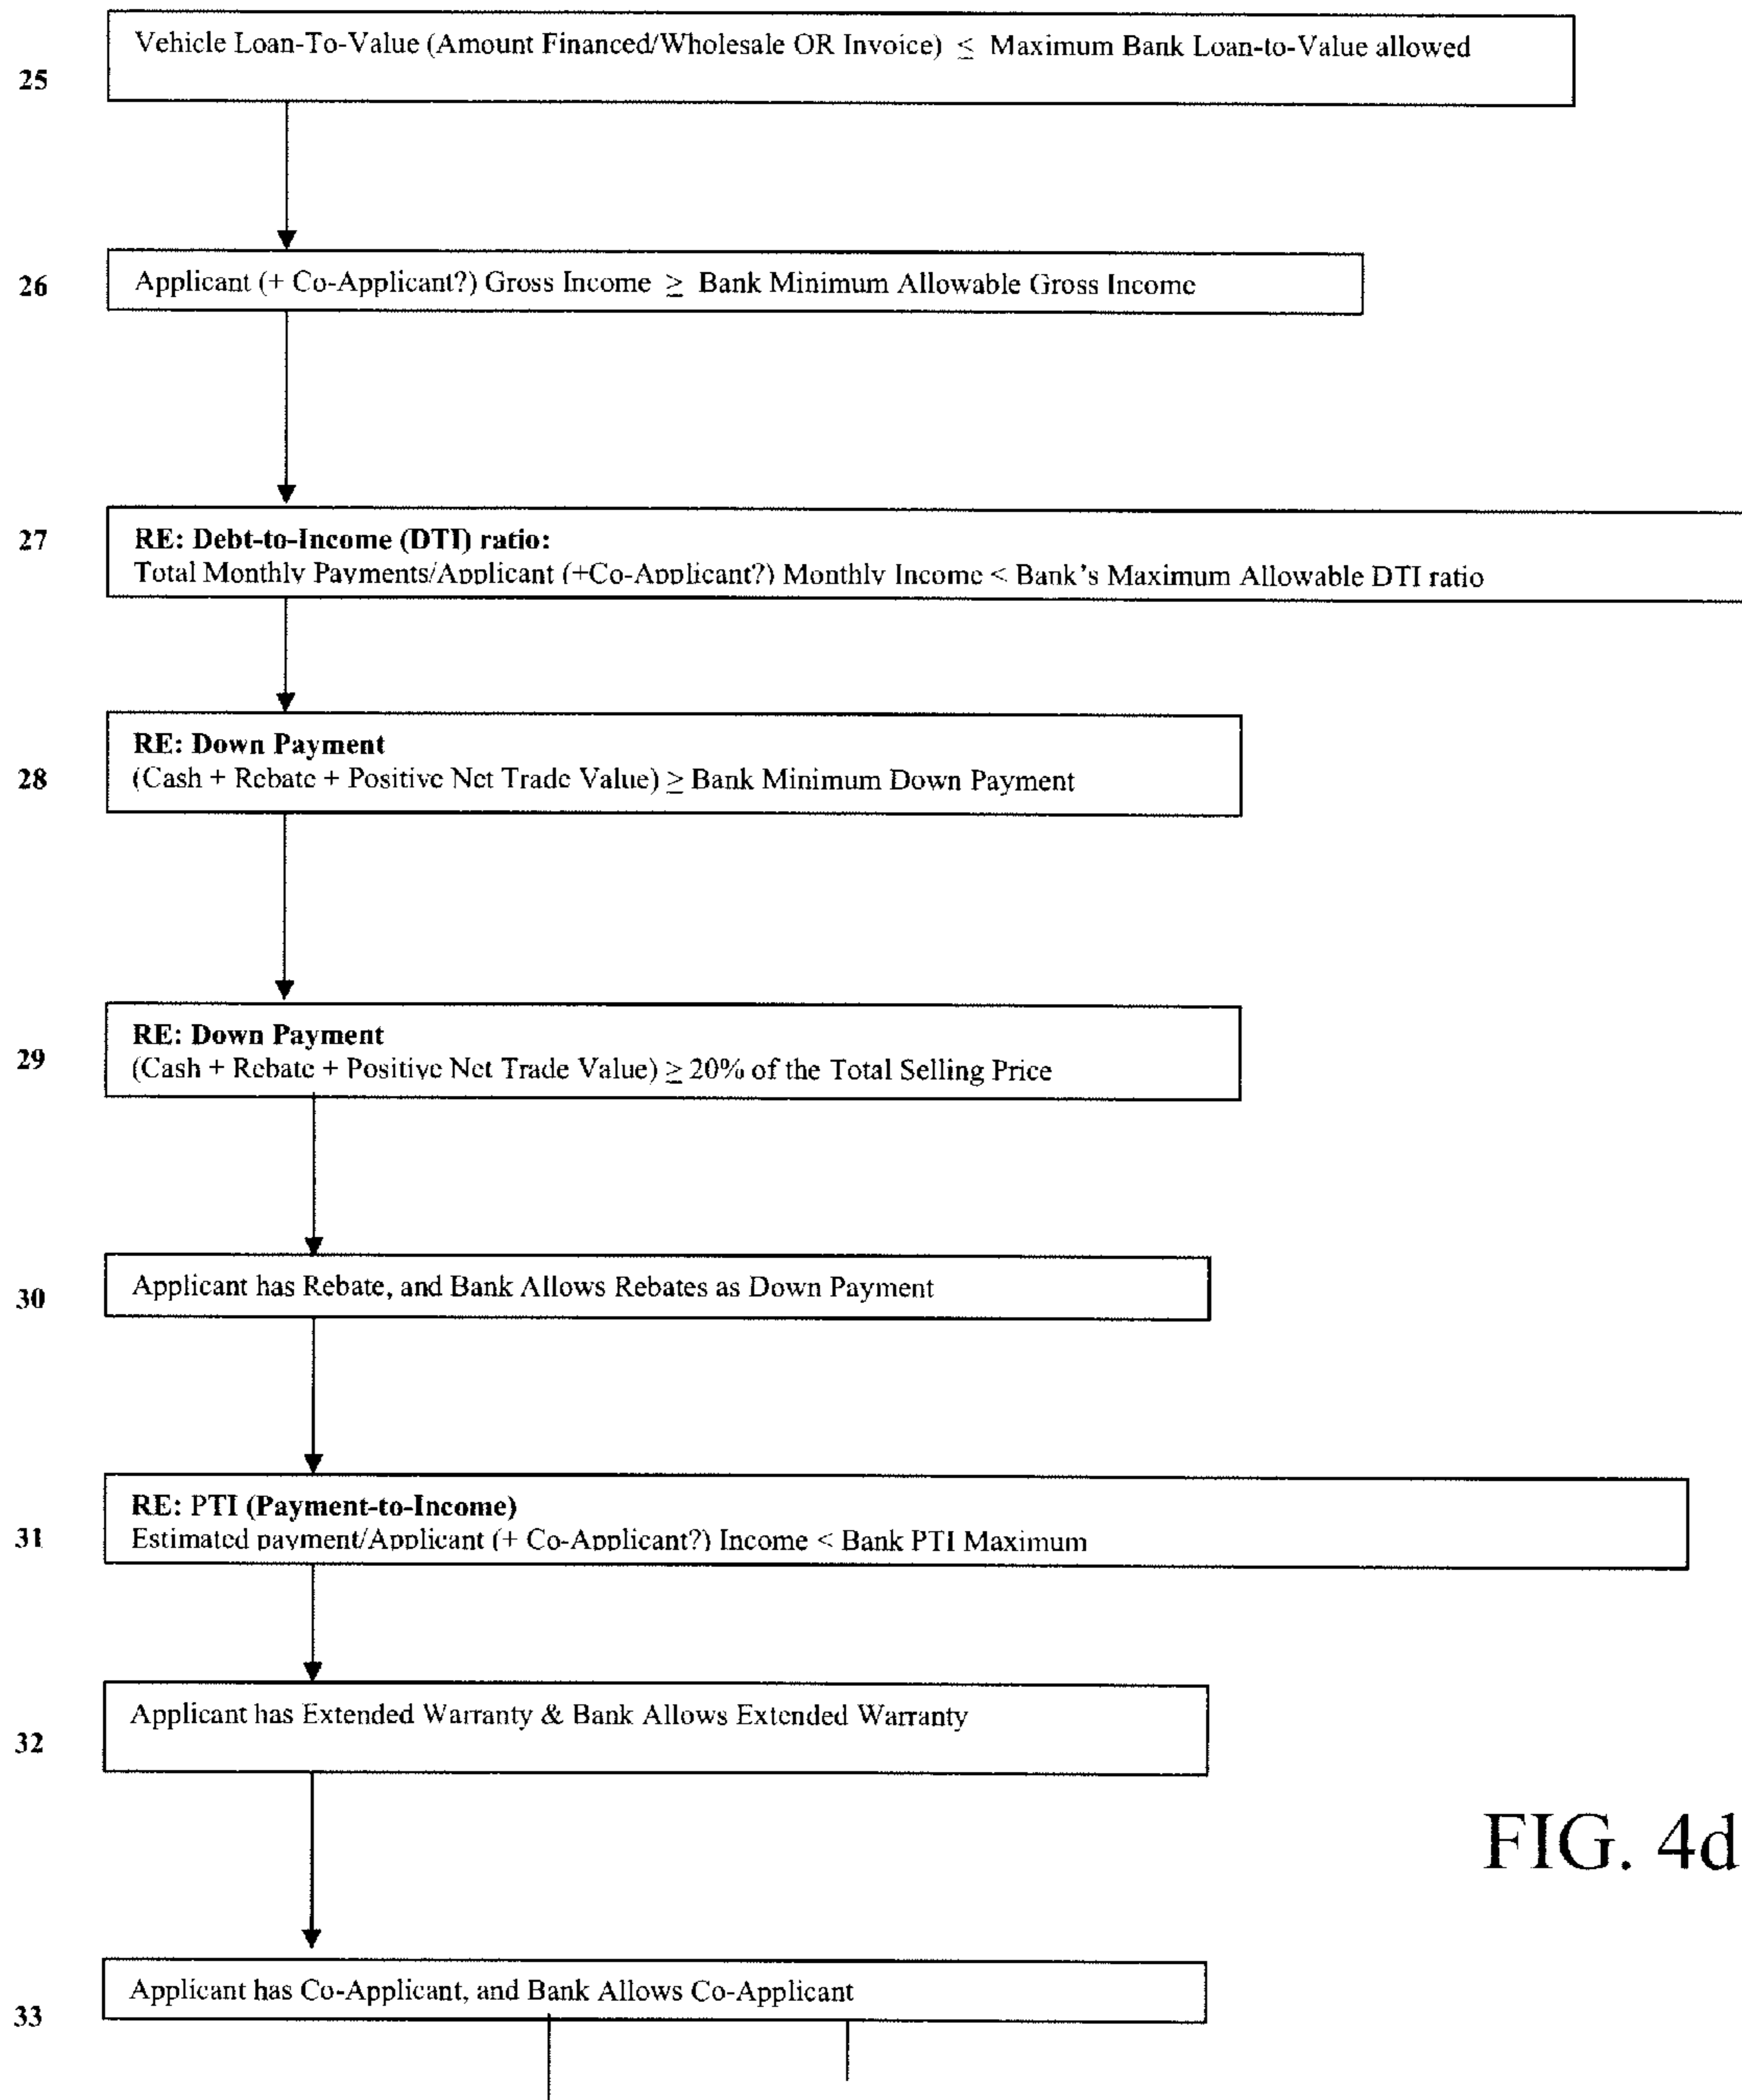 Vehicle Loan-To-Value (Amount Financed/Wholesale OR Invoice) ≤ Maximum Bank Loan-to-Value allowed
25
26 Applicant (+ Co-Applicant?) Gross Income ≥ Bank Minimum Allowable Gross Income
27 RE: Debt-to-Income (DTI) ratio:
Total Monthly Payments/Applicant (+Co-Applicant?) Monthly Income < Bank's Maximum Allowable DTI ratio
RE: Down Payment
28 (Cash + Rebate + Positive Net Trade Value) ≥ Bank Minimum Down Payment
RE: Down Payment
29 (Cash + Rebate + Positive Net Trade Value) ≥ 20% of the Total Selling Price
30 Applicant has Rebate, and Bank Allows Rebates as Down Payment
RE: PTI (Payment-to-Income)
31 Estimated payment/Applicant (+ Co-Applicant?) Income < Bank PTI Maximum
Applicant has Extended Warranty & Bank Allows Extended Warranty
32
FIG. 4d
Applicant has Co-Applicant, and Bank Allows Co-Applicant
33